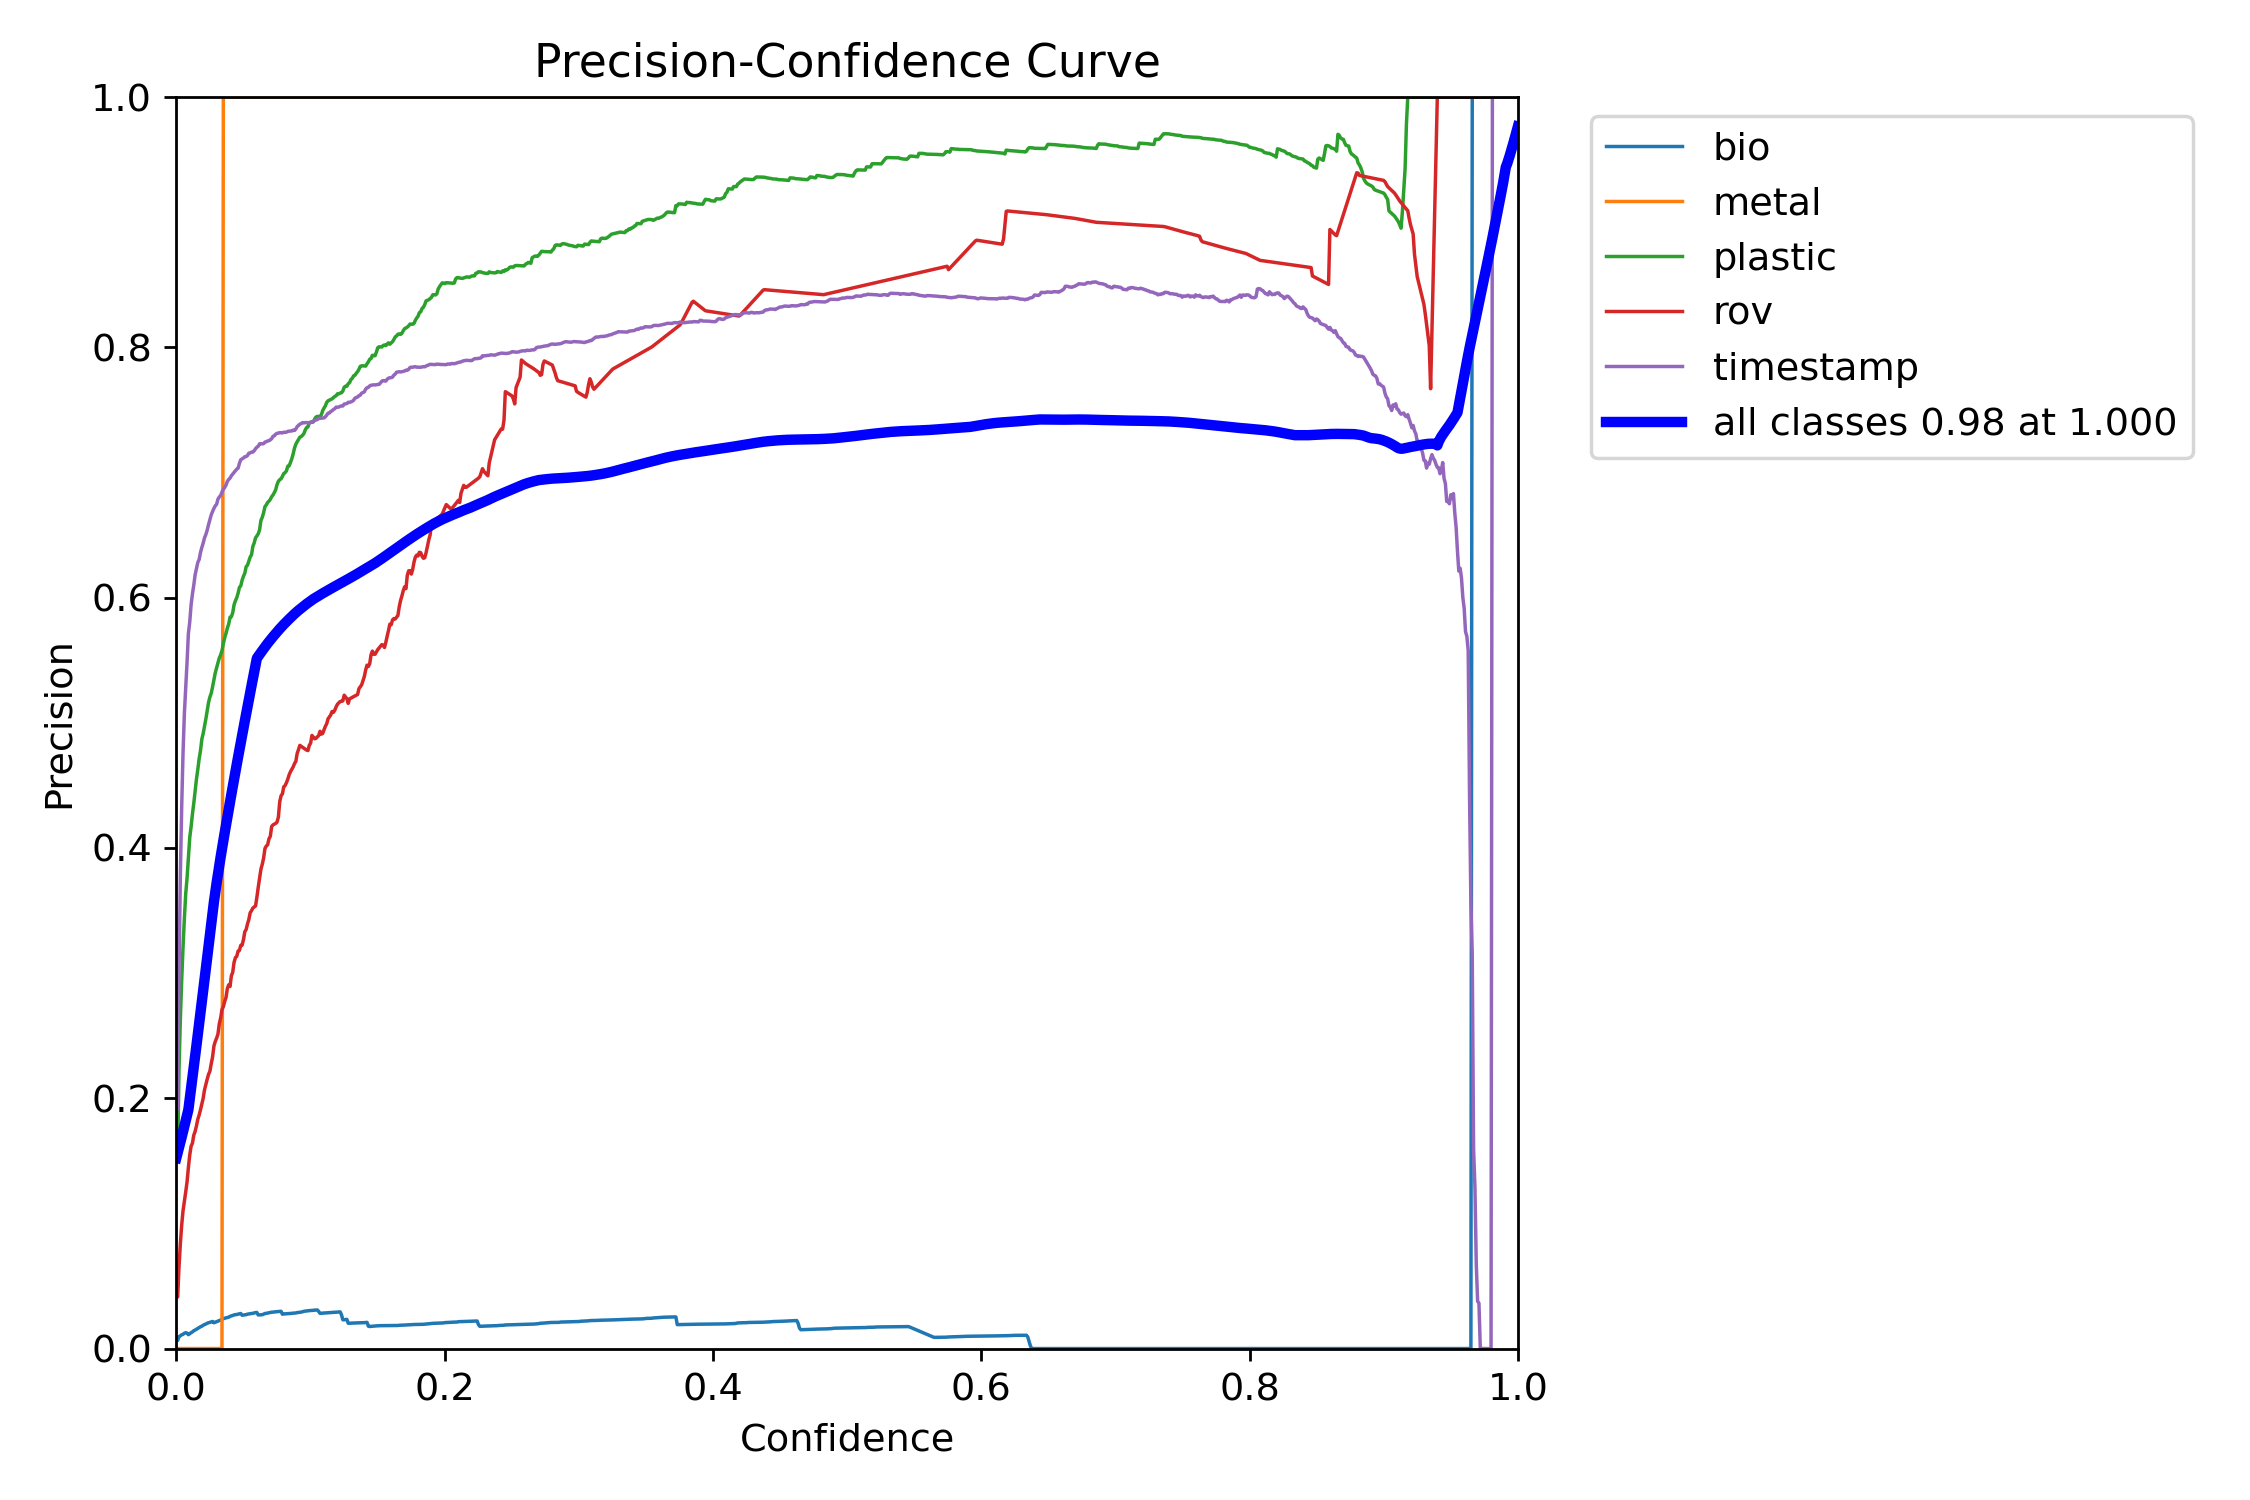 Precision-Confidence Curve
1.0
0.8
0.6
0.4
0.2
0.0
Precision
0.0 0.2 0.4 0.6 0.8 1.0
Confidence
bio
metal
plastic
rov
timestamp
all classes 0.98 at 1.000